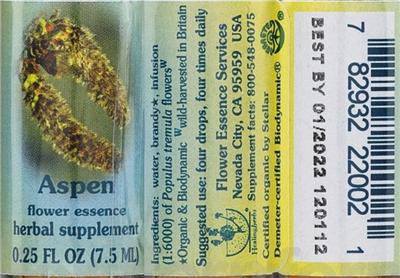 Aspen
flower essence
herbal supplement
0.25 FL OZ (7.5 ML)
Ingredients: water, brandy★, infusion
(1:6000) of Populus tremula flowersᵂ
★Organic & Biodynamic ᵂwild-harvested in Britain
Suggested use: four drops, four times daily
Flower Essence Services
Nevada City, CA 95959 USA
Supplement facts: 800-548-0075
Certified organic by Stellar
Demeter-certified Biodynamic®
Healingherbs
BEST BY 01/2022 120112
7 82932 22002 1